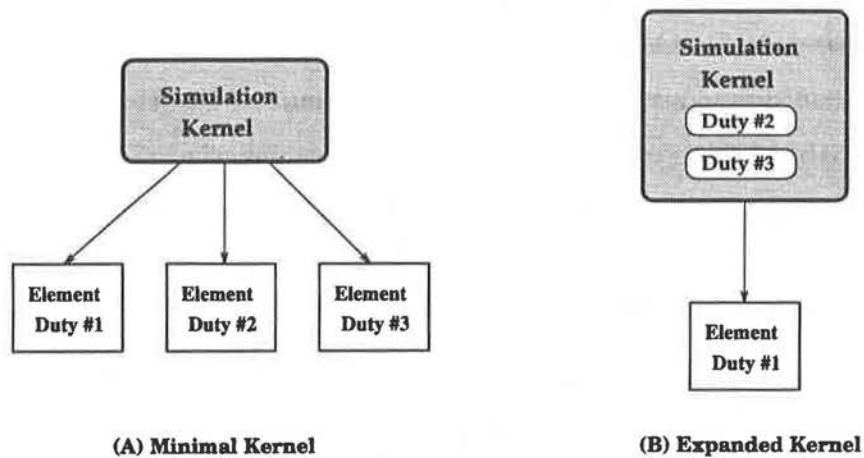 Simulation
Kernel
Element
Duty #1
Element
Duty #2
Element
Duty #3
(A) Minimal Kernel
Simulation
Kernel
Duty #2
Duty #3
Element
Duty #1
(B) Expanded Kernel